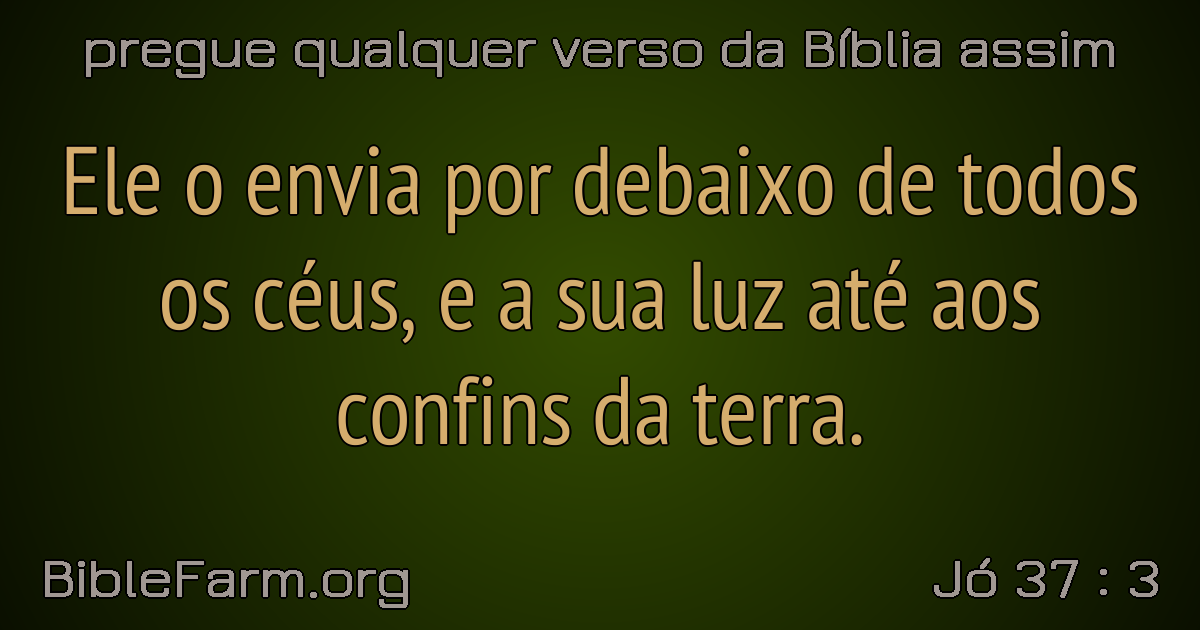 pregue qualquer verso da Bíblia assim
Ele o envia por debaixo de todos
os céus, e a sua luz até aos
confins da terra.
BibleFarm.org
Jó 37 : 3